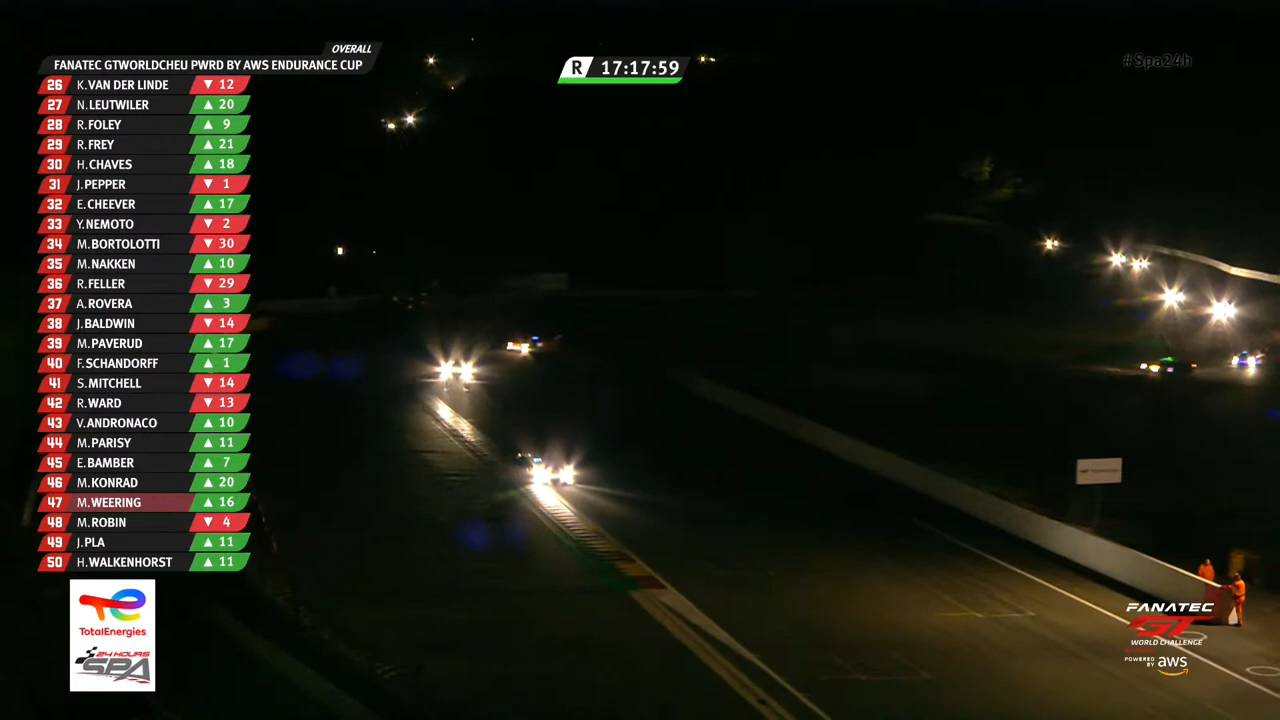 OVERALL
FANATEC GTWORLDCHEU PWRD BY AWS ENDURANCE CUP
R 17:17:59
#Spa24h
26 K.VAN DER LINDE ▼ 12
27 N.LEUTWILER ▲ 20
28 R.FOLEY ▲ 9
29 R.FREY ▲ 21
30 H.CHAVES ▲ 18
31 J.PEPPER ▼ 1
32 E.CHEEVER ▲ 17
33 Y.NEMOTO ▼ 2
34 M.BORTOLOTTI ▼ 30
35 M.NAKKEN ▲ 10
36 R.FELLER ▼ 29
37 A.ROVERA ▲ 3
38 J.BALDWIN ▼ 14
39 M.PAVERUD ▲ 17
40 F.SCHANDORFF ▲ 1
41 S.MITCHELL ▼ 14
42 R.WARD ▼ 13
43 V.ANDRONACO ▲ 10
44 M.PARISY ▲ 11
45 E.BAMBER ▲ 7
46 M.KONRAD ▲ 20
47 M.WEERING ▲ 16
48 M.ROBIN ▼ 4
49 J.PLA ▲ 11
50 H.WALKENHORST ▲ 11
TotalEnergies
24 HOURS
SPA
FANATEC
GT
WORLD CHALLENGE
POWERED BY aws